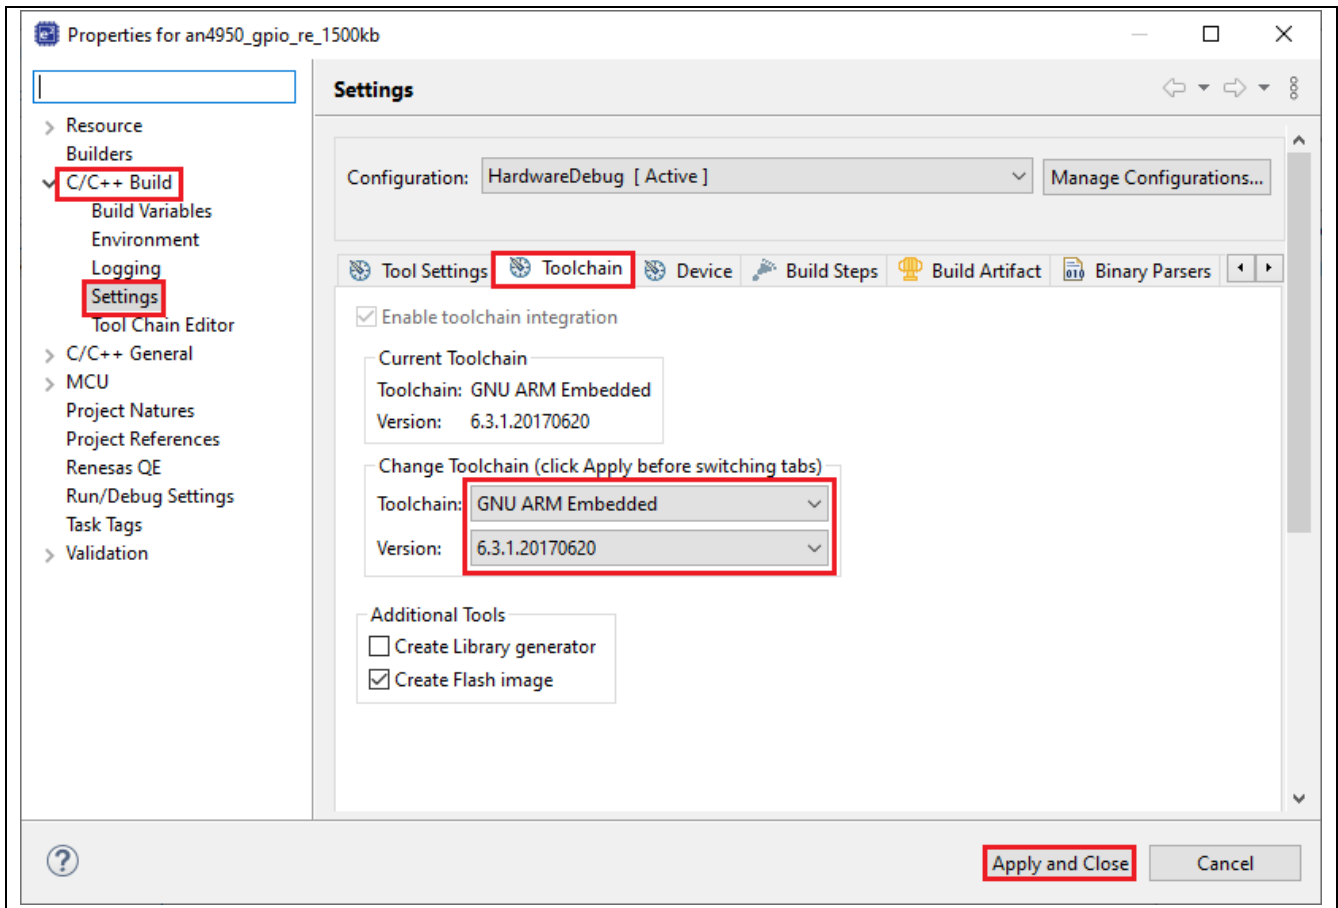 Properties for an4950_gpio_re_1500kb
Settings
Resource
Builders
C/C++ Build
Build Variables
Environment
Logging
Settings
Tool Chain Editor
C/C++ General
MCU
Project Natures
Project References
Renesas QE
Run/Debug Settings
Task Tags
Validation
Configuration: HardwareDebug [ Active ] Manage Configurations...
Tool Settings Toolchain Device Build Steps Build Artifact Binary Parsers
Enable toolchain integration
Current Toolchain
Toolchain: GNU ARM Embedded
Version: 6.3.1.20170620
Change Toolchain (click Apply before switching tabs)
Toolchain: GNU ARM Embedded
Version: 6.3.1.20170620
Additional Tools
Create Library generator
Create Flash image
Apply and Close Cancel